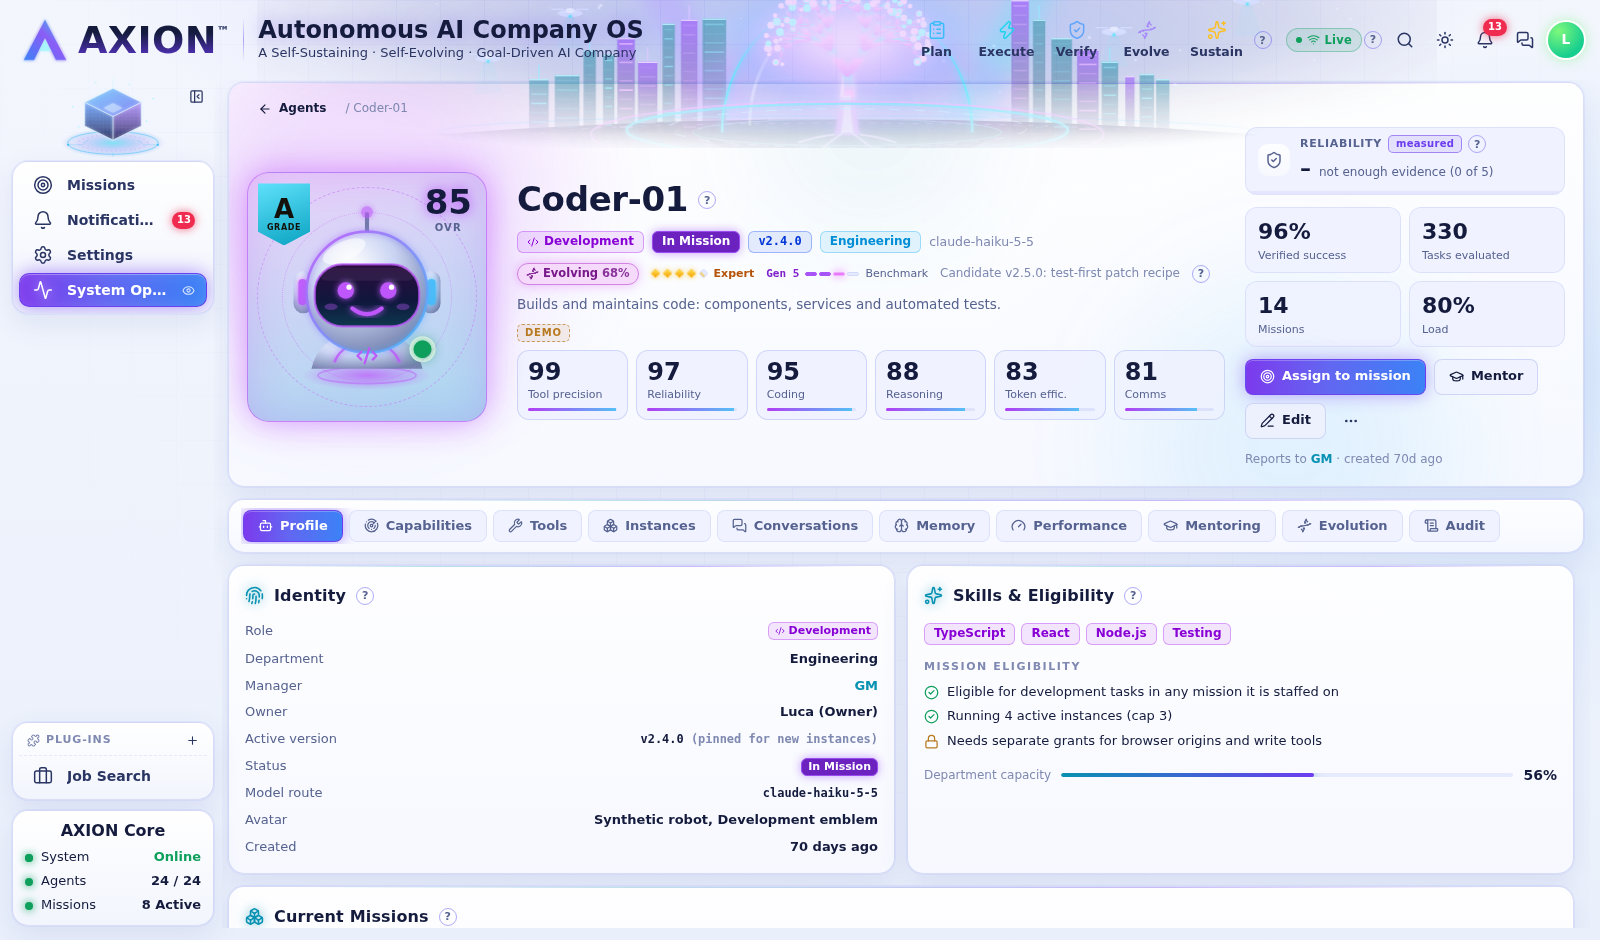 AXION™
Autonomous AI Company OS
A Self-Sustaining · Self-Evolving · Goal-Driven AI Company
Plan
Execute
Verify
Evolve
Sustain
?
Live
?
13
L
Missions
Notificati...
13
Settings
System Op...
PLUG-INS
+
Job Search
AXION Core
System Online
Agents 24 / 24
Missions 8 Active
← Agents / Coder-01
A
GRADE
85
OVR
Coder-01 ?
Development In Mission v2.4.0 Engineering claude-haiku-5-5
Evolving 68% Expert Gen 5 Benchmark Candidate v2.5.0: test-first patch recipe ?
Builds and maintains code: components, services and automated tests.
DEMO
99
Tool precision
97
Reliability
95
Coding
88
Reasoning
83
Token effic.
81
Comms
RELIABILITY measured ?
– not enough evidence (0 of 5)
96%
Verified success
330
Tasks evaluated
14
Missions
80%
Load
Assign to mission
Mentor
Edit
...
Reports to GM · created 70d ago
Profile
Capabilities
Tools
Instances
Conversations
Memory
Performance
Mentoring
Evolution
Audit
Identity ?
Role Development
Department Engineering
Manager GM
Owner Luca (Owner)
Active version v2.4.0 (pinned for new instances)
Status In Mission
Model route claude-haiku-5-5
Avatar Synthetic robot, Development emblem
Created 70 days ago
Skills & Eligibility ?
TypeScript React Node.js Testing
MISSION ELIGIBILITY
Eligible for development tasks in any mission it is staffed on
Running 4 active instances (cap 3)
Needs separate grants for browser origins and write tools
Department capacity 56%
Current Missions ?